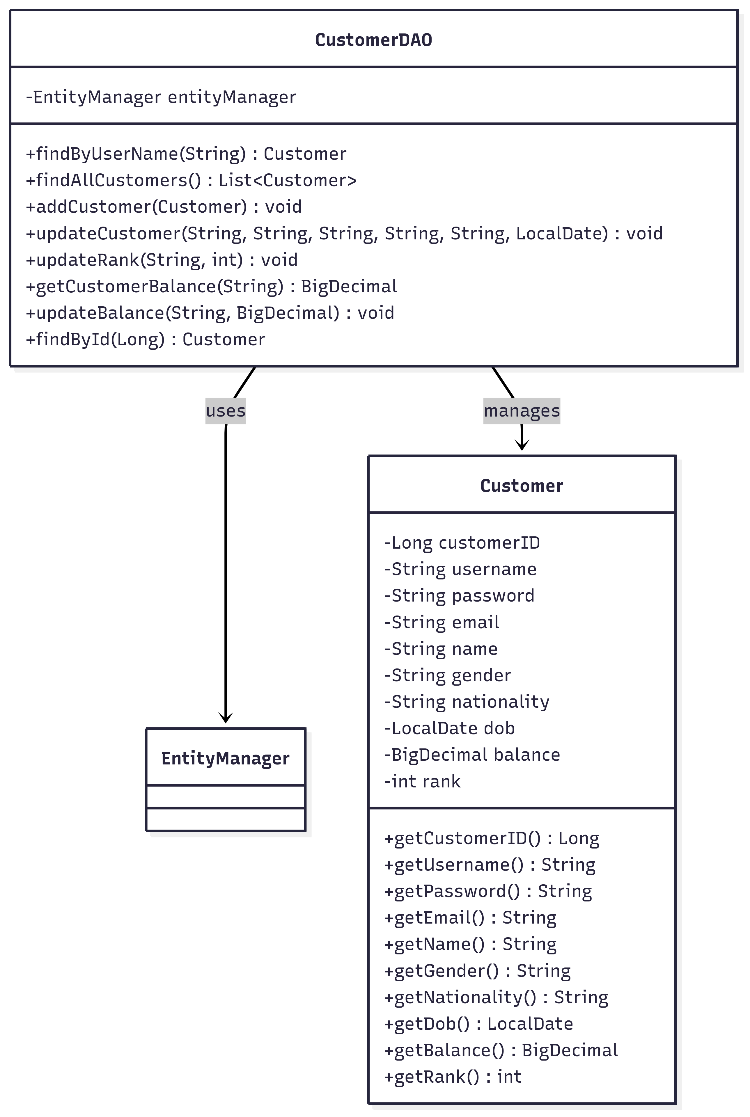 CustomerDAO
-EntityManager entityManager
+findByUserName(String) : Customer
+findAllCustomers() : List<Customer>
+addCustomer(Customer) : void
+updateCustomer(String, String, String, String, String, LocalDate) : void
+updateRank(String, int) : void
+getCustomerBalance(String) : BigDecimal
+updateBalance(String, BigDecimal) : void
+findById(Long) : Customer
uses
manages
Customer
-Long customerID
-String username
-String password
-String email
-String name
-String gender
-String nationality
-LocalDate dob
-BigDecimal balance
-int rank
EntityManager
+getCustomerID() : Long
+getUsername() : String
+getPassword() : String
+getEmail() : String
+getName() : String
+getGender() : String
+getNationality() : String
+getDob() : LocalDate
+getBalance() : BigDecimal
+getRank() : int